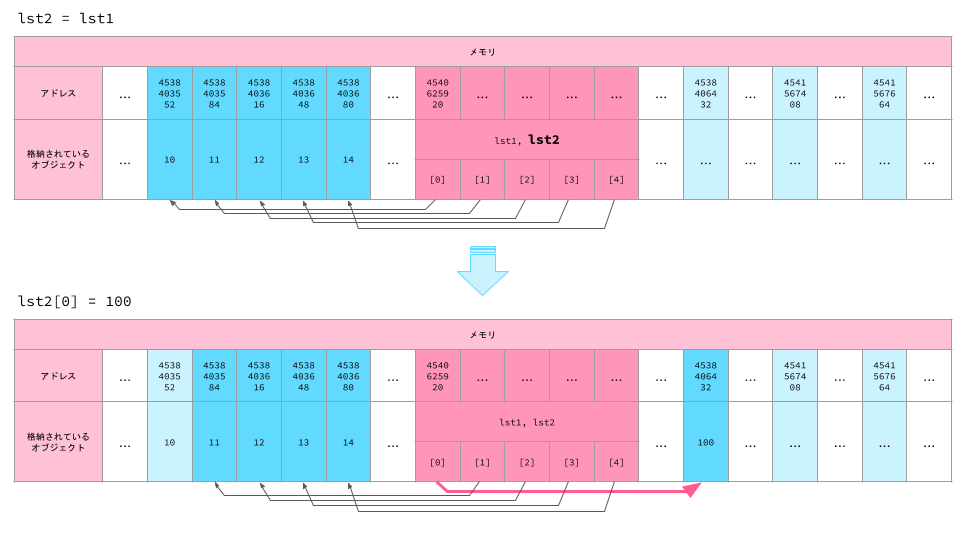 lst2 = lst1
メモリ
アドレス ... 4538 4035 52 4538 4035 84 4538 4036 16 4538 4036 48 4538 4036 80 ... 4540 6259 20 ... ... ... ... ... 4538 4064 32 ... 4541 5674 08 ... 4541 5676 64 ...
格納されている
オブジェクト ... 10 11 12 13 14 ... lst1, lst2 ... ... ... ... ... ... ...
[0] [1] [2] [3] [4]
lst2[0] = 100
メモリ
アドレス ... 4538 4035 52 4538 4035 84 4538 4036 16 4538 4036 48 4538 4036 80 ... 4540 6259 20 ... ... ... ... ... 4538 4064 32 ... 4541 5674 08 ... 4541 5676 64 ...
格納されている
オブジェクト ... 10 11 12 13 14 ... lst1, lst2 ... 100 ... ... ... ... ...
[0] [1] [2] [3] [4]